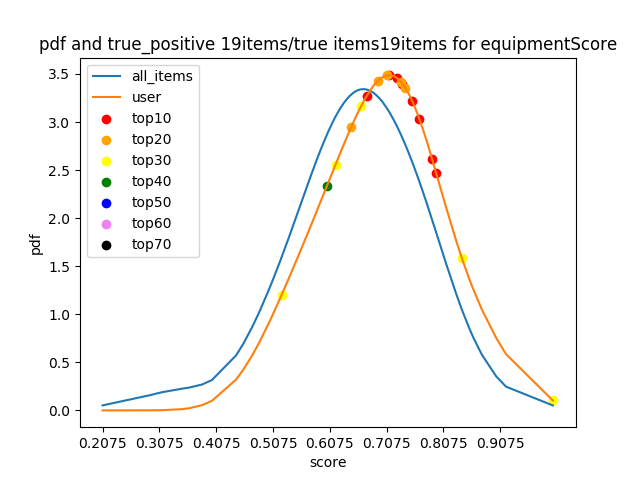 pdf and true_positive 19items/true items19items for equipmentScore
all_items
user
top10
top20
top30
top40
top50
top60
top70
pdf
3.5
3.0
2.5
2.0
1.5
1.0
0.5
0.0
0.2075 0.3075 0.4075 0.5075 0.6075 0.7075 0.8075 0.9075
score